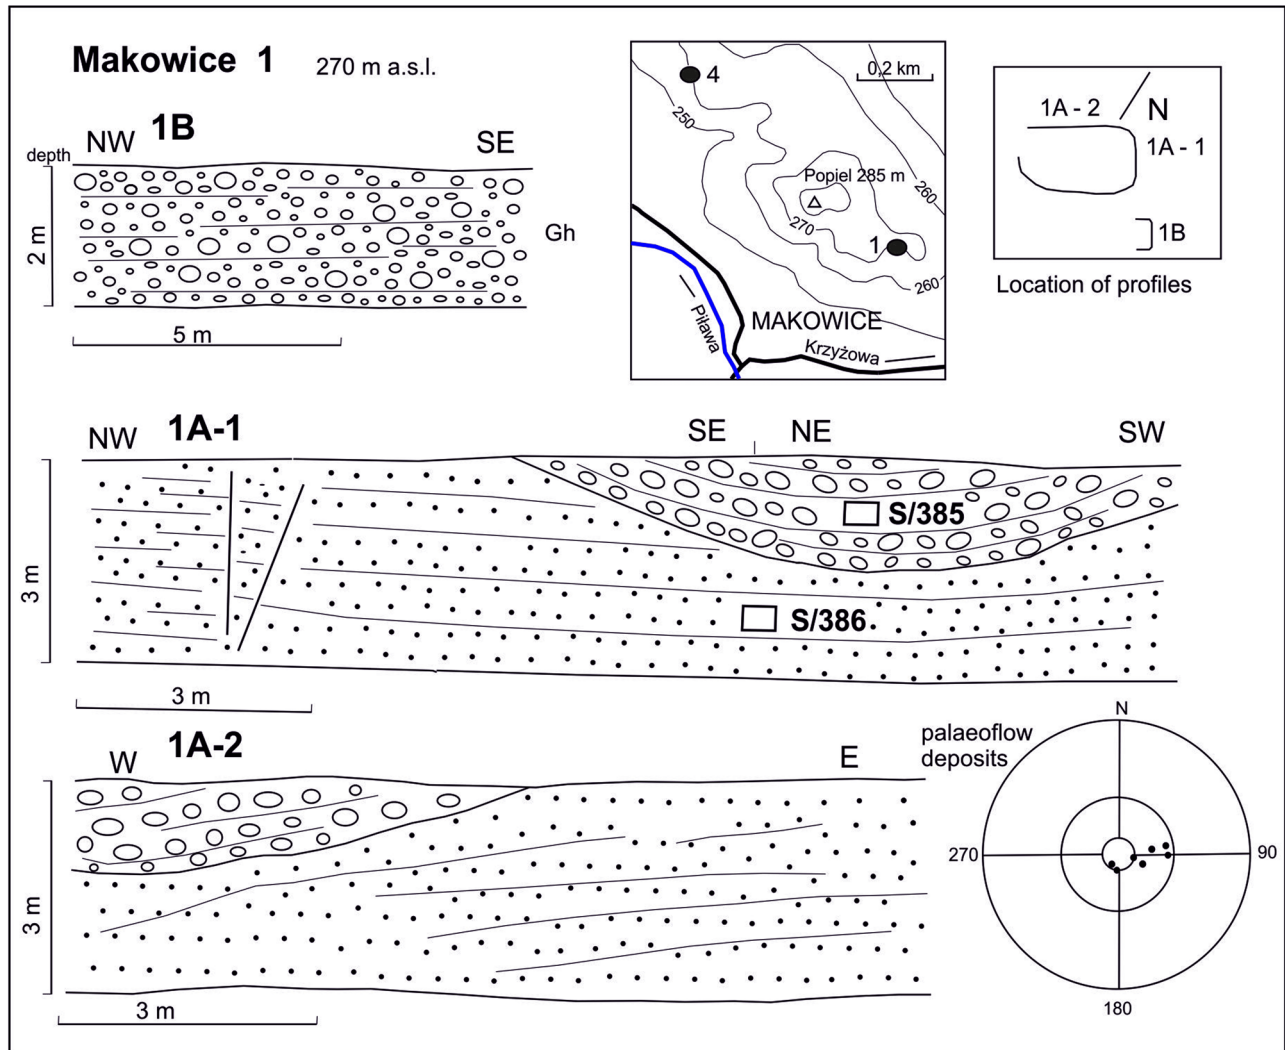 Makowice 1
270 m a.s.l.
NW
1B
SE
depth
2 m
Gh
5 m
4
0,2 km
250
Popiel 285 m
260
270
1
260
MAKOWICE
Piława
Krzyżowa
1A - 2
N
1A - 1
1B
Location of profiles
NW
1A-1
SE
NE
SW
S/385
S/386
3 m
3 m
W
1A-2
E
3 m
3 m
palaeoflow
deposits
N
270
90
180